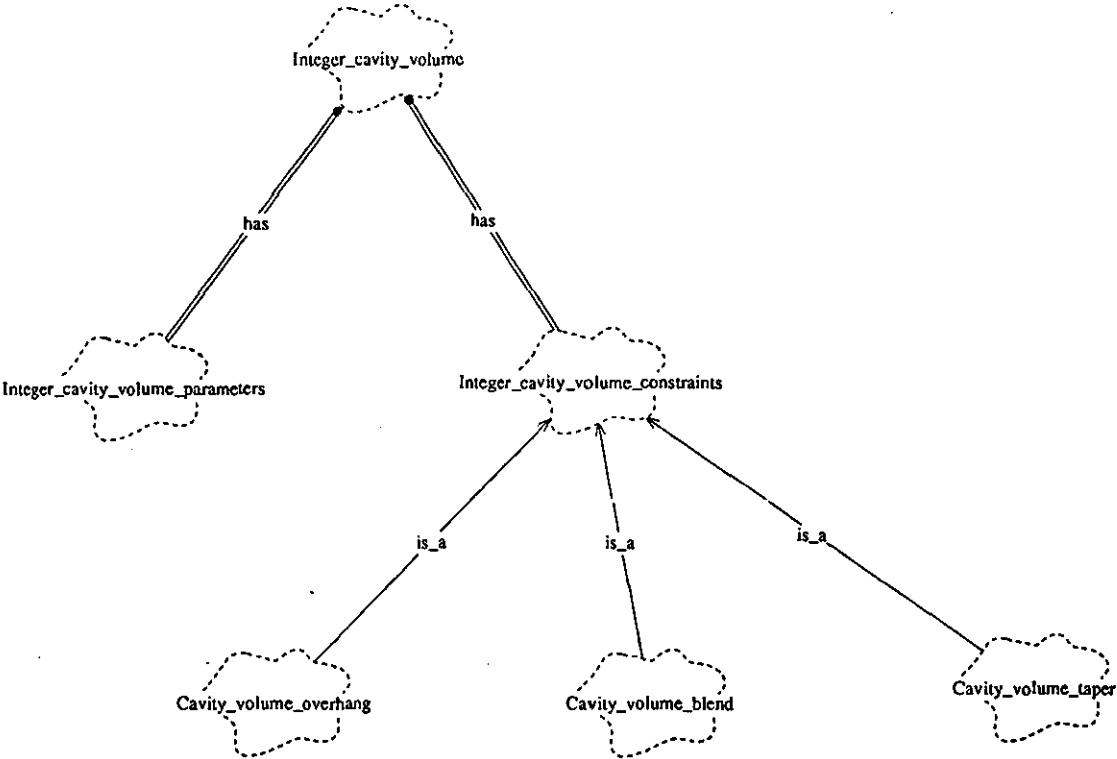 Integer_cavity_volume
has
has
Integer_cavity_volume_parameters
Integer_cavity_volume_constraints
is_a
is_a
is_a
Cavity_volume_overhang
Cavity_volume_blend
Cavity_volume_taper